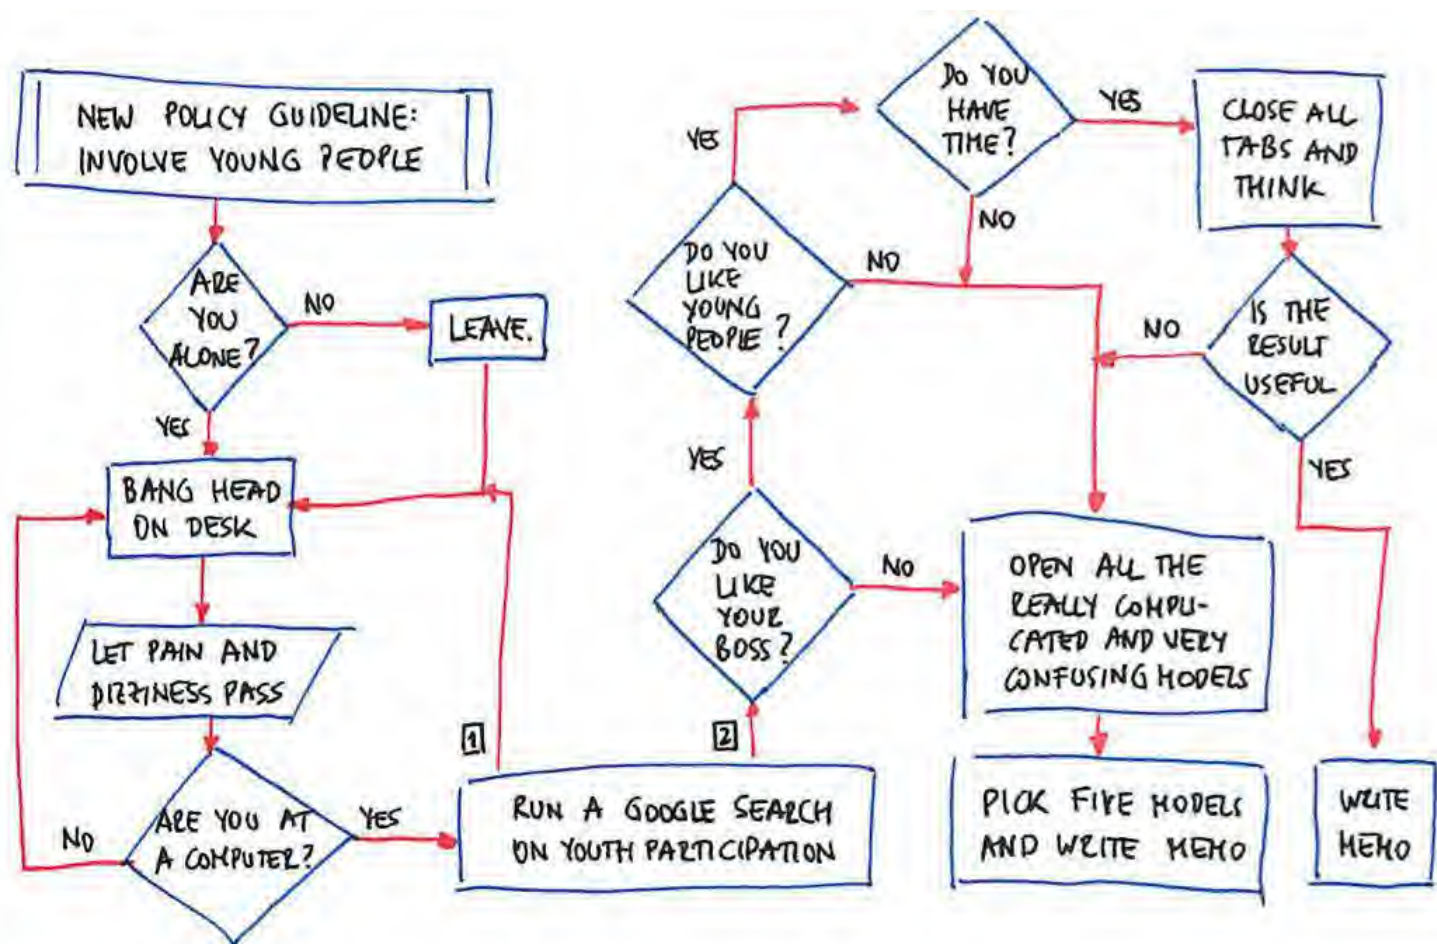 NEW POLICY GUIDELINE:
INVOLVE YOUNG PEOPLE
ARE
YOU
ALONE?
NO
LEAVE.
YES
BANG HEAD
ON DESK
LET PAIN AND
DIZZINESS PASS
ARE YOU AT
A COMPUTER?
NO
YES
1
2
RUN A GOOGLE SEARCH
ON YOUTH PARTICIPATION
DO YOU
LIKE
YOUR
BOSS?
YES
NO
DO YOU
LIKE
YOUNG
PEOPLE?
YES
NO
DO YOU
HAVE
TIME?
YES
NO
CLOSE ALL
TABS AND
THINK
IS THE
RESULT
USEFUL
NO
YES
OPEN ALL THE
REALLY COMPLI-
CATED AND VERY
CONFUSING MODELS
PICK FIVE MODELS
AND WRITE MEMO
WRITE
MEMO